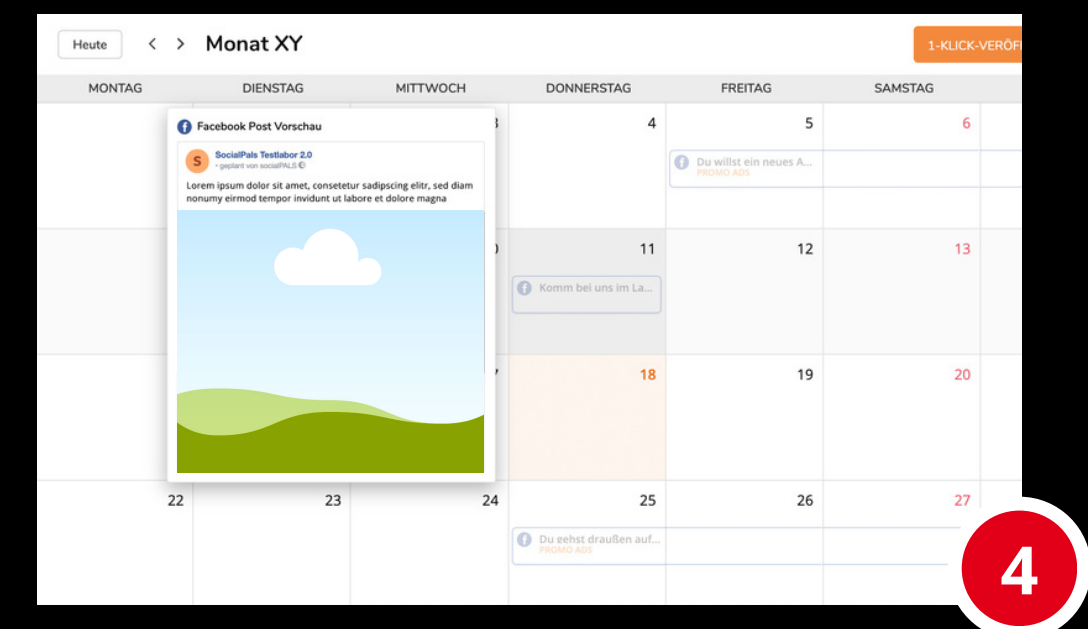 Heute
Monat XY
1-KLICK-
MONTAG DIENSTAG MITTWOCH DONNERSTAG FREITAG SAMSTAG
Facebook Post Vorschau
S
SocialPals Testlabor 2.0
- geplant von socialPALS
Lorem ipsum dolor sit amet, consetetur sadipscing elitr, sed diam
nonumy eirmod tempor invidunt ut labore et dolore magna
4 5 6
Du willst ein neues A...
PROMO ADS
11 12 13
Komm bei uns im La...
18 19 20
22 23 24 25 26 27
Du gehst draußen auf...
PROMO ADS
4